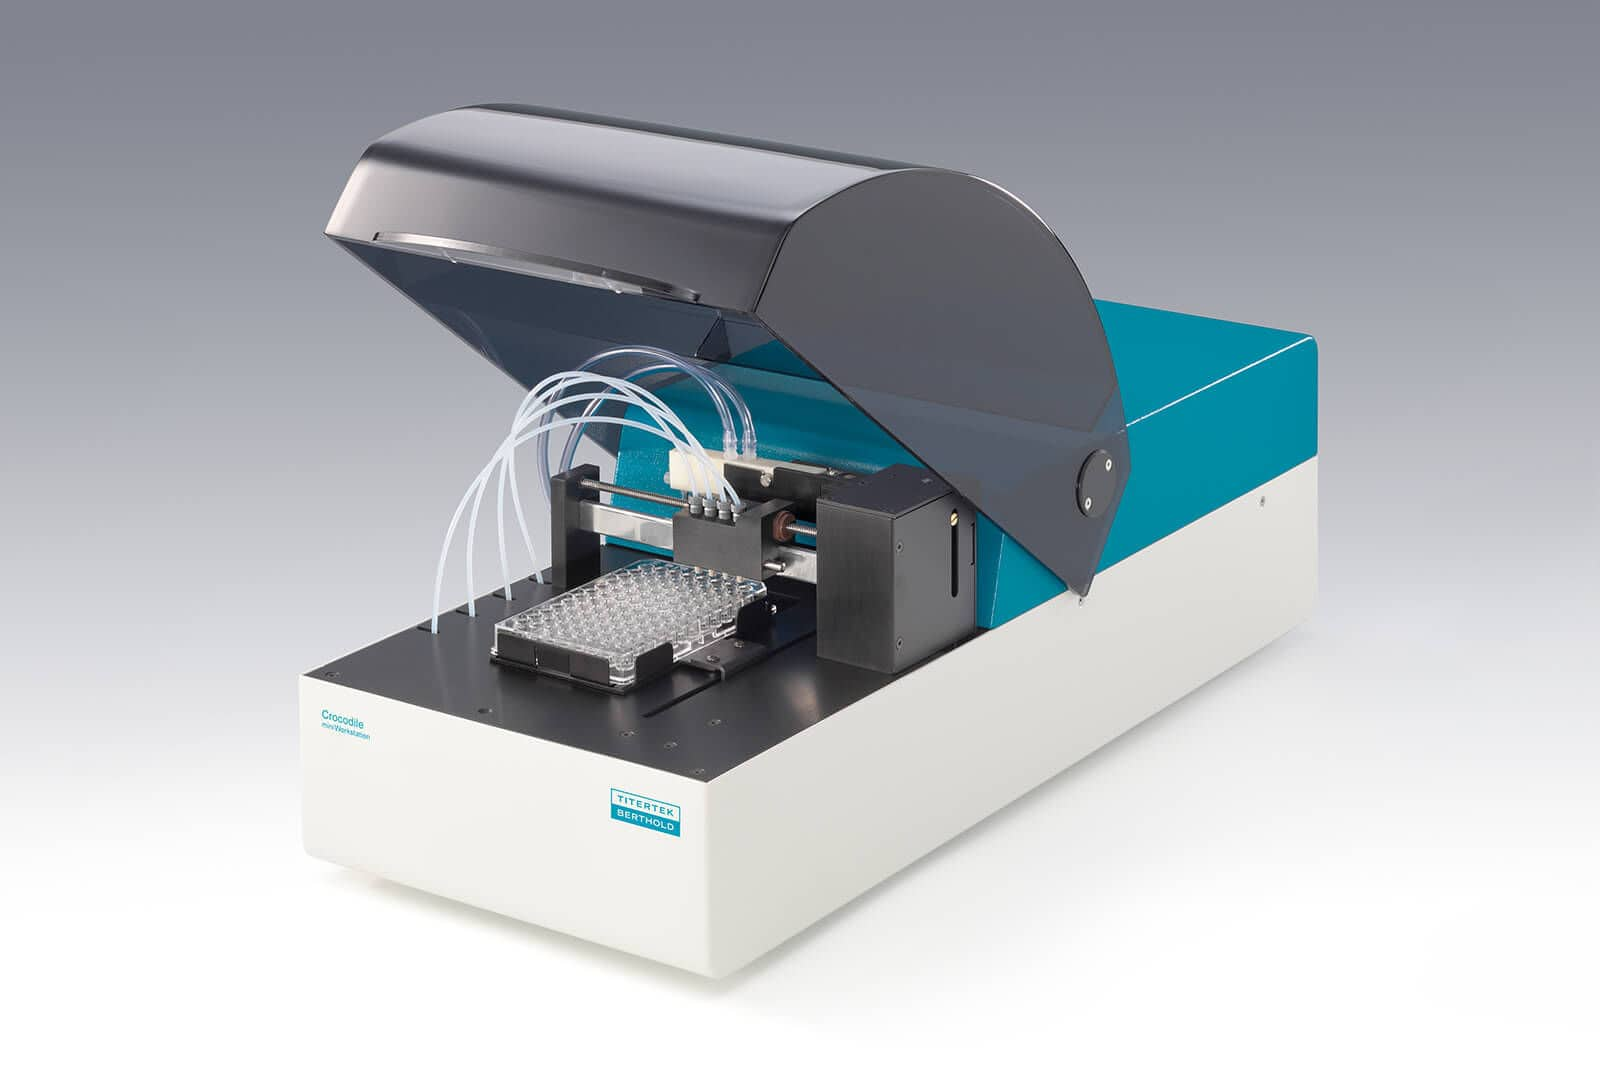 Crocodile
miniWorkstation
TITERTEK
BERTHOLD